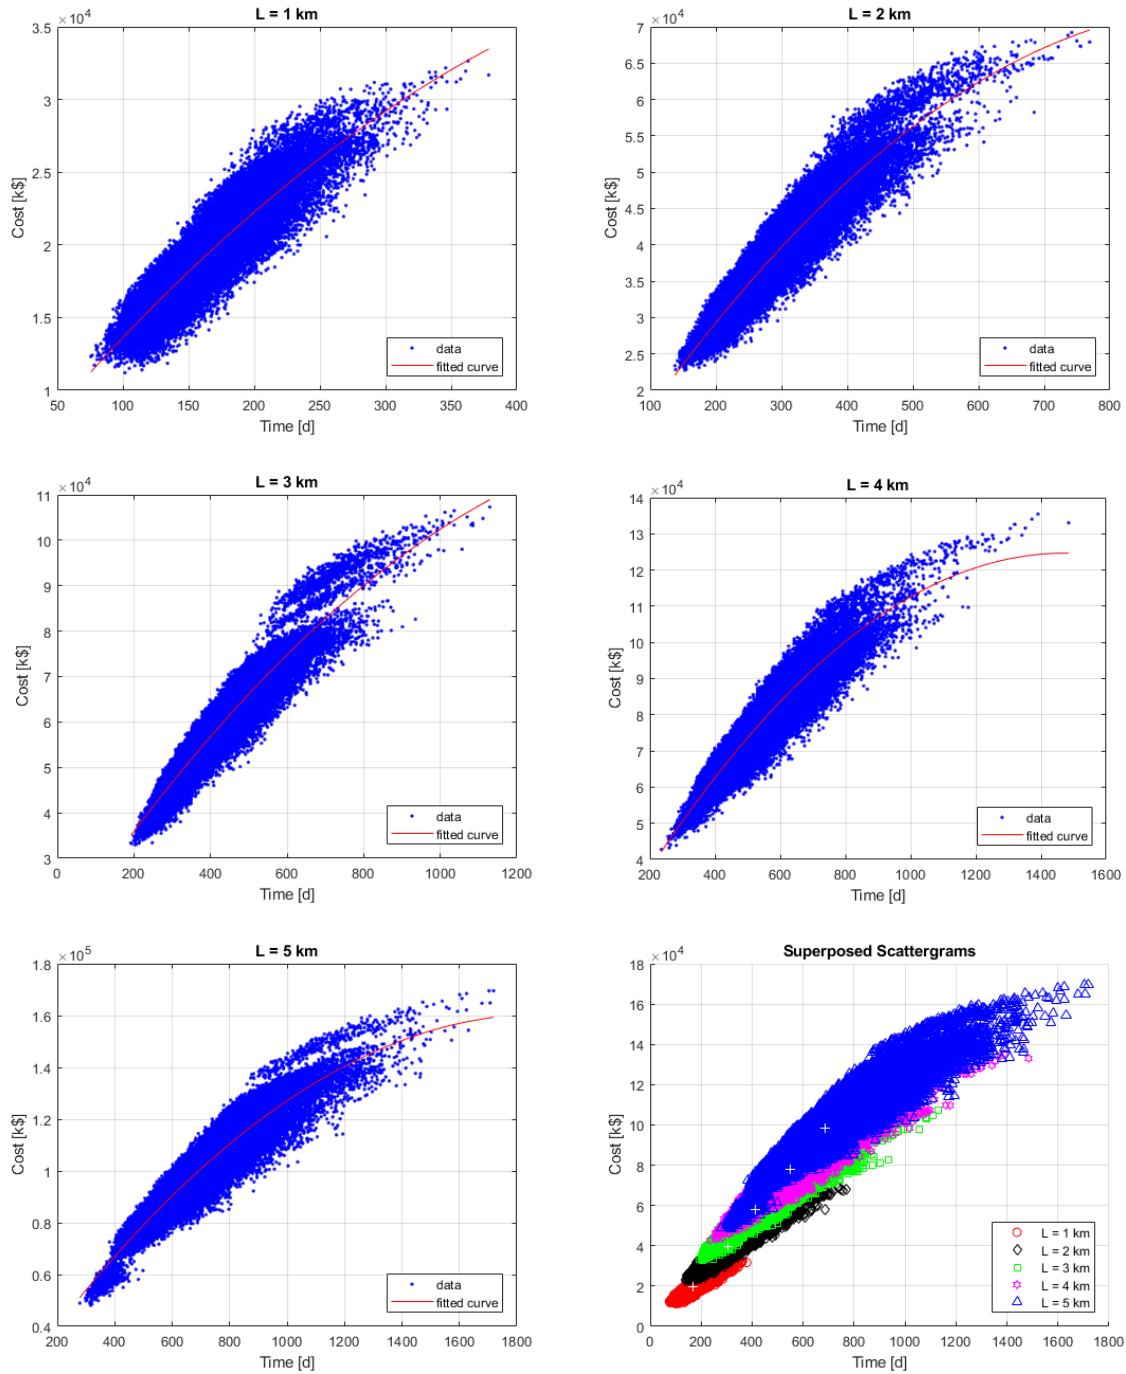 L = 1 km
×10⁴
3.5
3
2.5
2
1.5
1
50 100 150 200 250 300 350 400
Cost [k$]
Time [d]
data
fitted curve
L = 2 km
×10⁴
7
6.5
6
5.5
5
4.5
4
3.5
3
2.5
2
100 200 300 400 500 600 700 800
Cost [k$]
Time [d]
data
fitted curve
L = 3 km
×10⁴
11
10
9
8
7
6
5
4
3
0 200 400 600 800 1000 1200
Cost [k$]
Time [d]
data
fitted curve
L = 4 km
×10⁴
14
13
12
11
10
9
8
7
6
5
4
200 400 600 800 1000 1200 1400 1600
Cost [k$]
Time [d]
data
fitted curve
L = 5 km
×10⁵
1.8
1.6
1.4
1.2
1
0.8
0.6
0.4
200 400 600 800 1000 1200 1400 1600 1800
Cost [k$]
Time [d]
data
fitted curve
Superposed Scattergrams
×10⁴
18
16
14
12
10
8
6
4
2
0
0 200 400 600 800 1000 1200 1400 1600 1800
Cost [k$]
Time [d]
L = 1 km
L = 2 km
L = 3 km
L = 4 km
L = 5 km